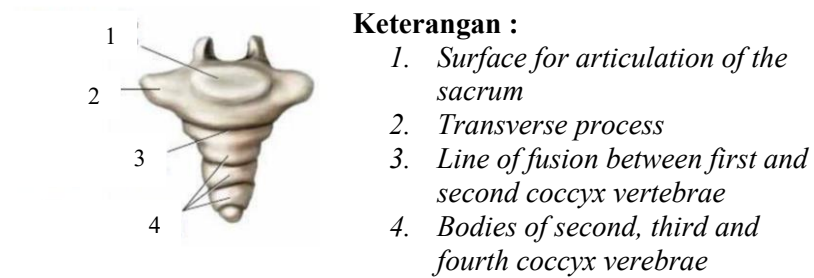 1
2
3
4
Keterangan :
1. Surface for articulation of the
sacrum
2. Transverse process
3. Line of fusion between first and
second coccyx vertebrae
4. Bodies of second, third and
fourth coccyx verebrae